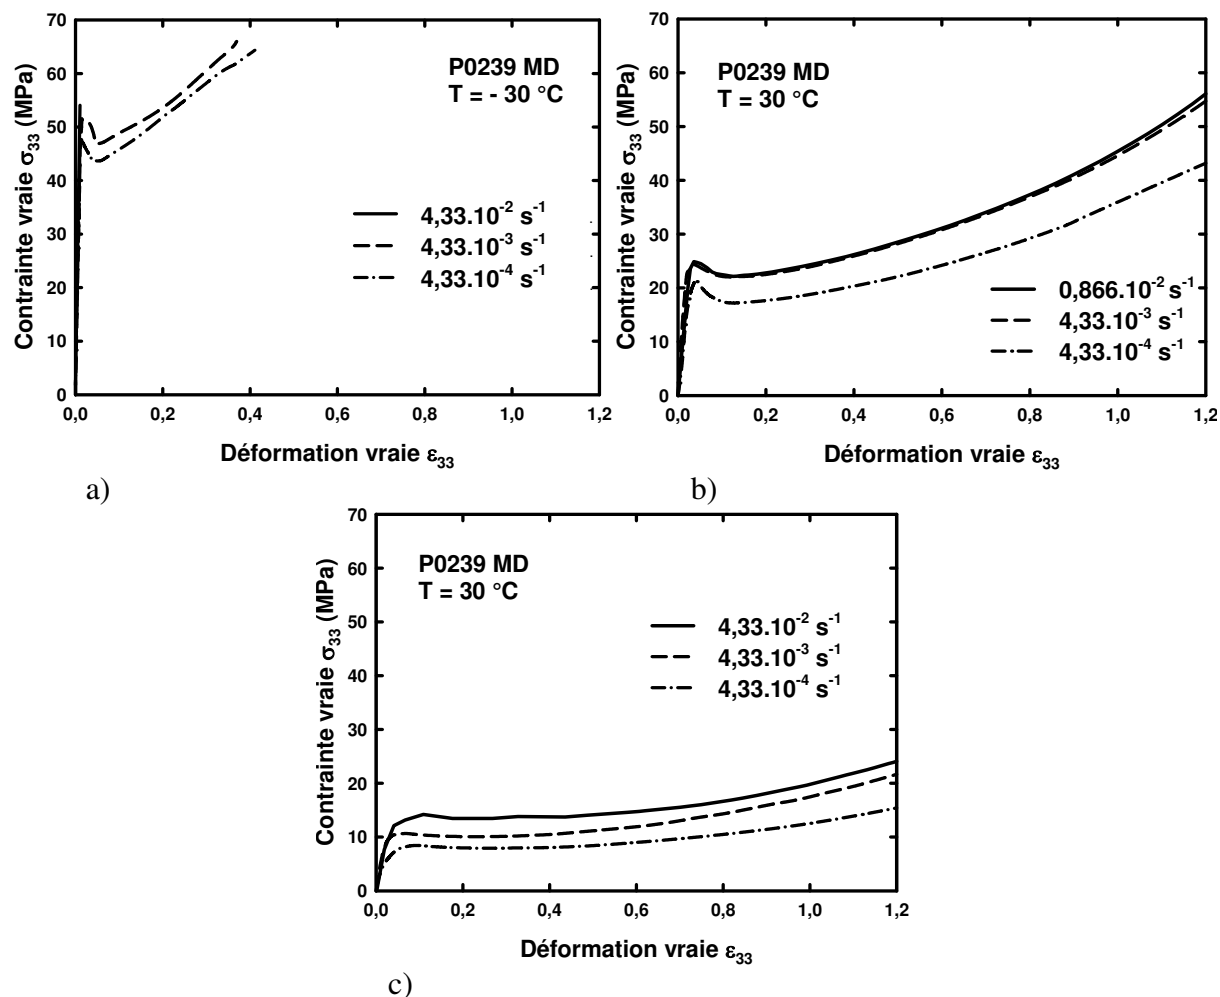 70
60
50
40
30
20
10
0
Contrainte vraie σ33 (MPa)
P0239 MD
T = - 30 °C
4,33.10-2 s-1
4,33.10-3 s-1
4,33.10-4 s-1
0,0 0,2 0,4 0,6 0,8 1,0 1,2
Déformation vraie ε33
a)
70
60
50
40
30
20
10
0
Contrainte vraie σ33 (MPa)
P0239 MD
T = 30 °C
0,866.10-2 s-1
4,33.10-3 s-1
4,33.10-4 s-1
0,0 0,2 0,4 0,6 0,8 1,0 1,2
Déformation vraie ε33
b)
70
60
50
40
30
20
10
0
Contrainte vraie σ33 (MPa)
P0239 MD
T = 30 °C
4,33.10-2 s-1
4,33.10-3 s-1
4,33.10-4 s-1
0,0 0,2 0,4 0,6 0,8 1,0 1,2
Déformation vraie ε33
c)